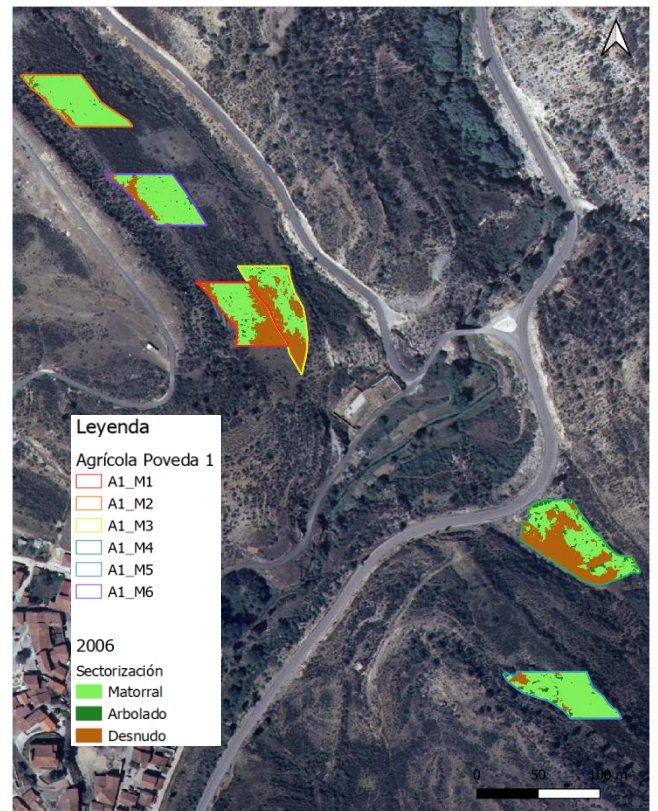 Leyenda
Agrícola Poveda 1
A1_M1
A1_M2
A1_M3
A1_M4
A1_M5
A1_M6
2006
Sectorización
Matorral
Arbolado
Desnudo
0 50 100 m